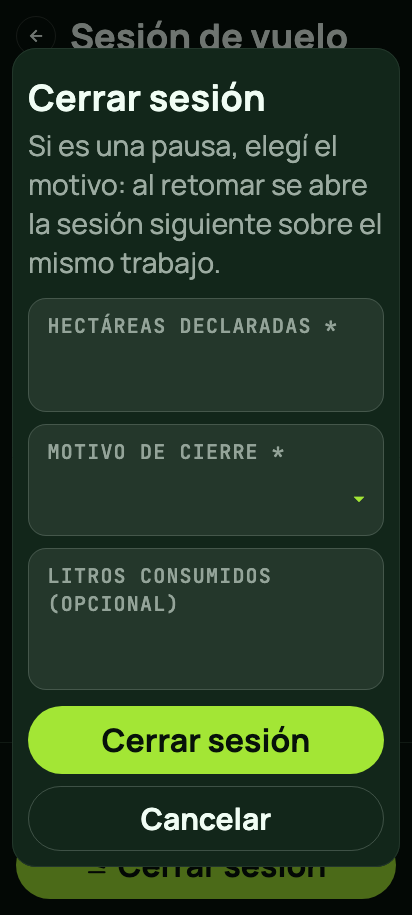 Sesión de vuelo
Cerrar sesión
Si es una pausa, elegí el
motivo: al retomar se abre
la sesión siguiente sobre el
mismo trabajo.
HECTÁREAS DECLARADAS *
MOTIVO DE CIERRE *
LITROS CONSUMIDOS
(OPCIONAL)
Cerrar sesión
Cancelar
Cerrar sesión